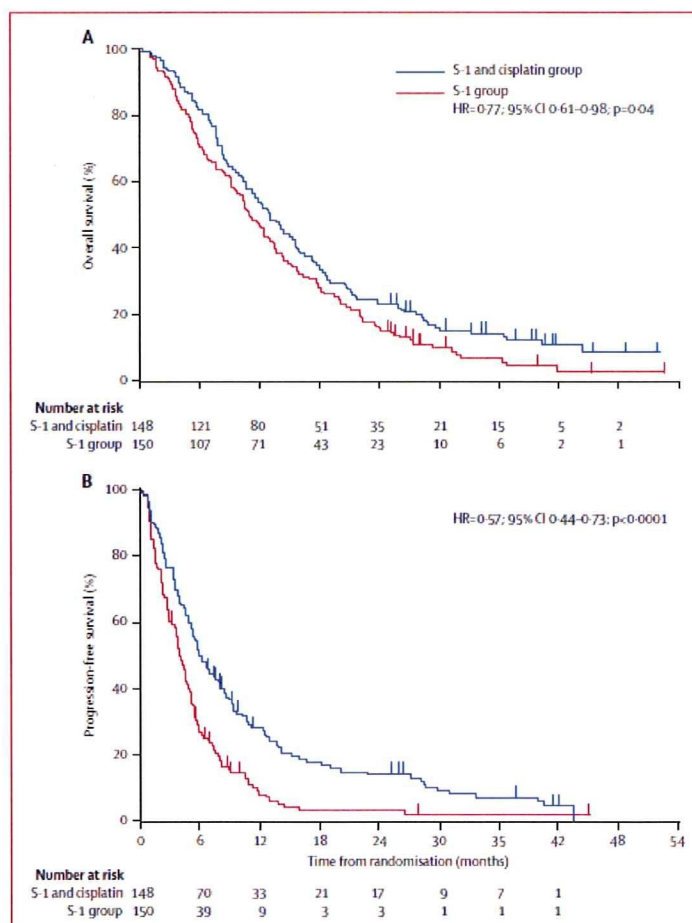 A
100
80
60
40
20
0
Overall survival (%)
S-1 and cisplatin group
S-1 group
HR=0·77; 95% CI 0·61–0·98; p=0·04
Number at risk
S-1 and cisplatin 148 121 80 51 35 21 15 5 2
S-1 group 150 107 71 43 23 10 6 2 1
B
100
80
60
40
20
0
Progression-free survival (%)
HR=0·57; 95% CI 0·44–0·73; p<0·0001
0 6 12 18 24 30 36 42 48 54
Time from randomisation (months)
Number at risk
S-1 and cisplatin 148 70 33 21 17 9 7 1
S-1 group 150 39 9 3 3 1 1 1